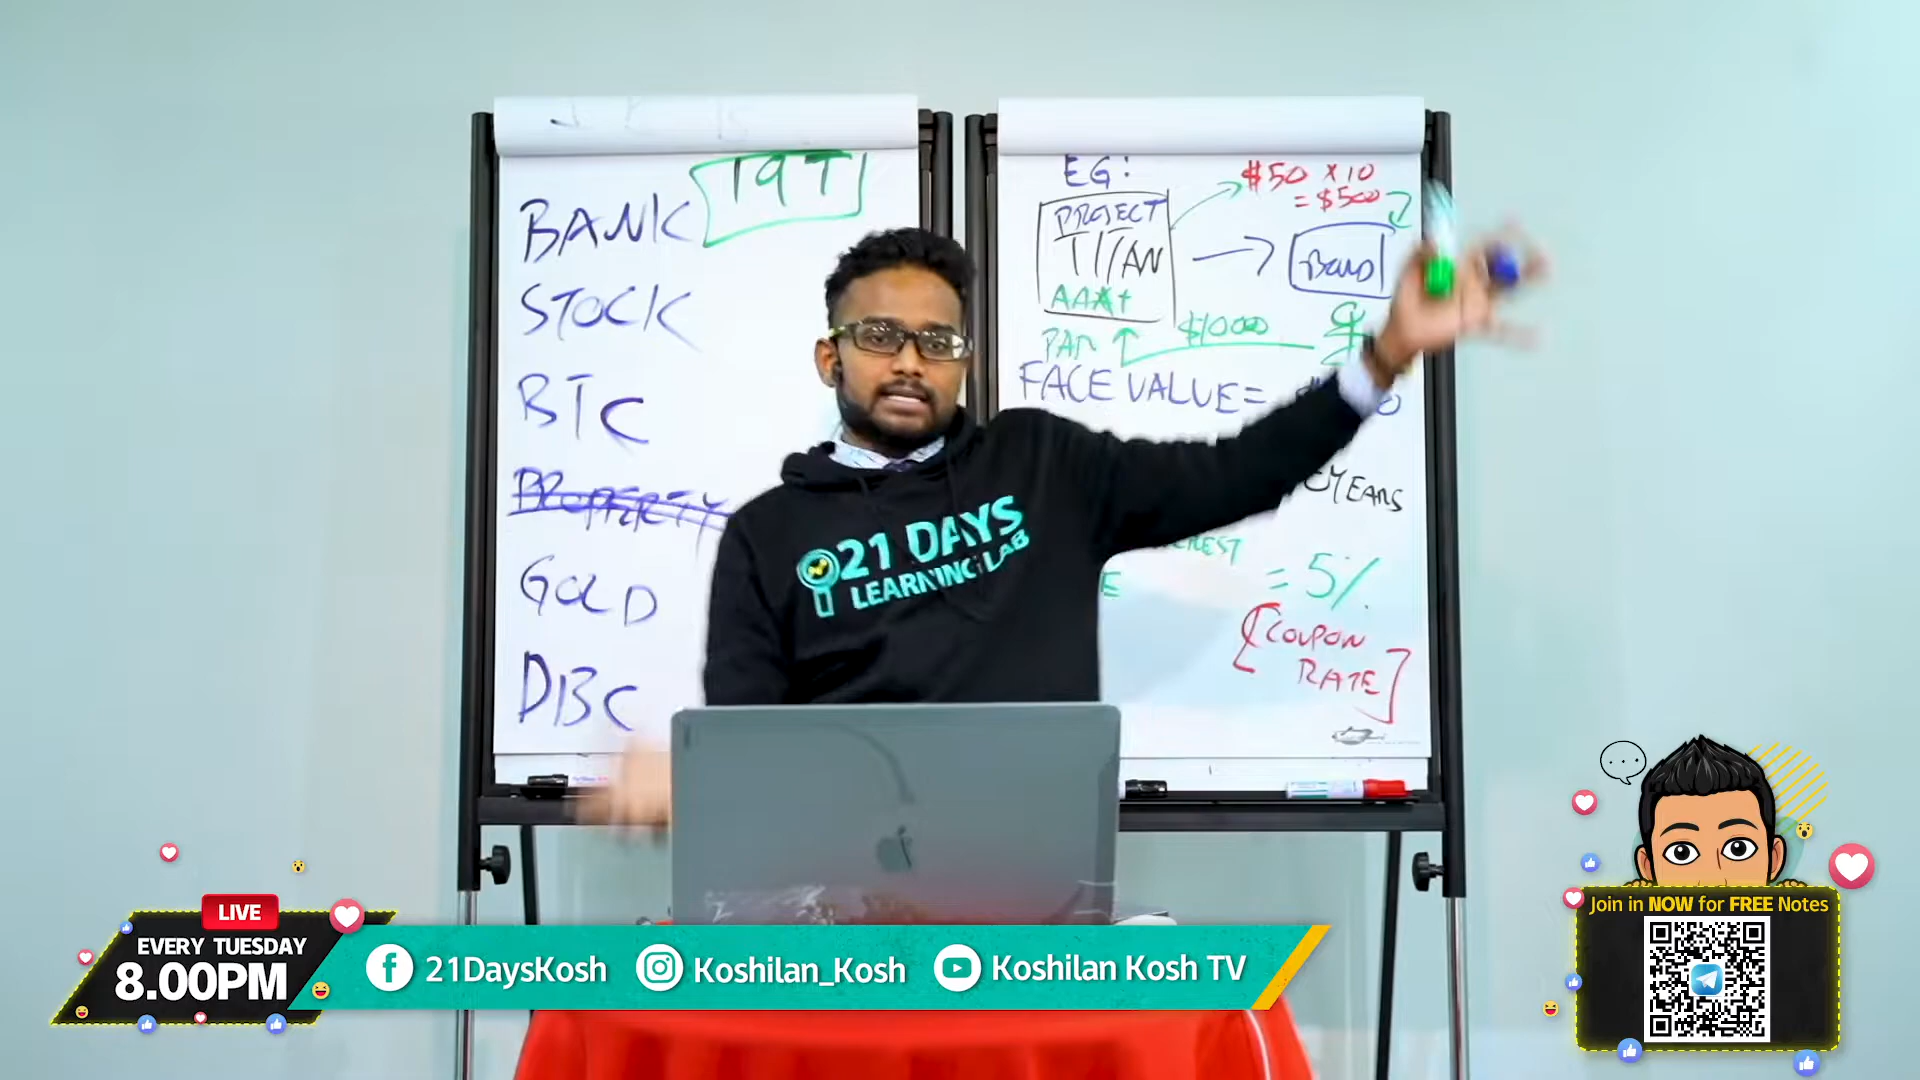 BANK
STOCK
BTC
PROPERTY
GOLD
DBC
EG:
$50 x 10
= $500
PROJECT
TITAN
AAA+
BOND
PAR
$1000
FACE VALUE =
YEARS
= 5%
[COUPON
RATE]
21 DAYS
LEARNING LAB
LIVE
EVERY TUESDAY
8.00PM
21DaysKosh
Koshilan_Kosh
Koshilan Kosh TV
Join in NOW for FREE Notes